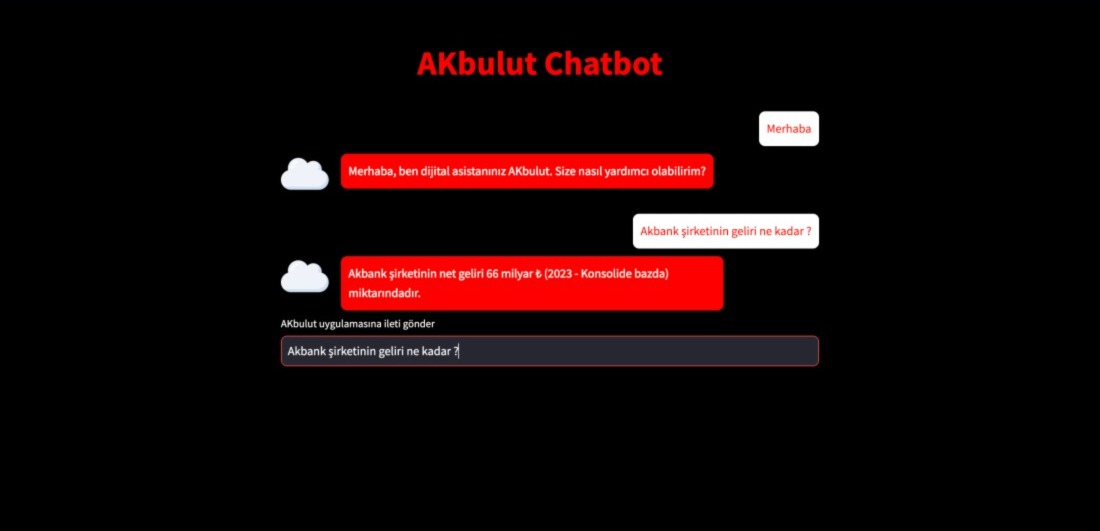 AKbulut Chatbot
Merhaba
Merhaba, ben dijital asistanınız AKbulut. Size nasıl yardımcı olabilirim?
Akbank şirketinin geliri ne kadar ?
Akbank şirketinin net geliri 66 milyar ₺ (2023 - Konsolide bazda)
miktarındadır.
AKbulut uygulamasına ileti gönder
Akbank şirketinin geliri ne kadar ?